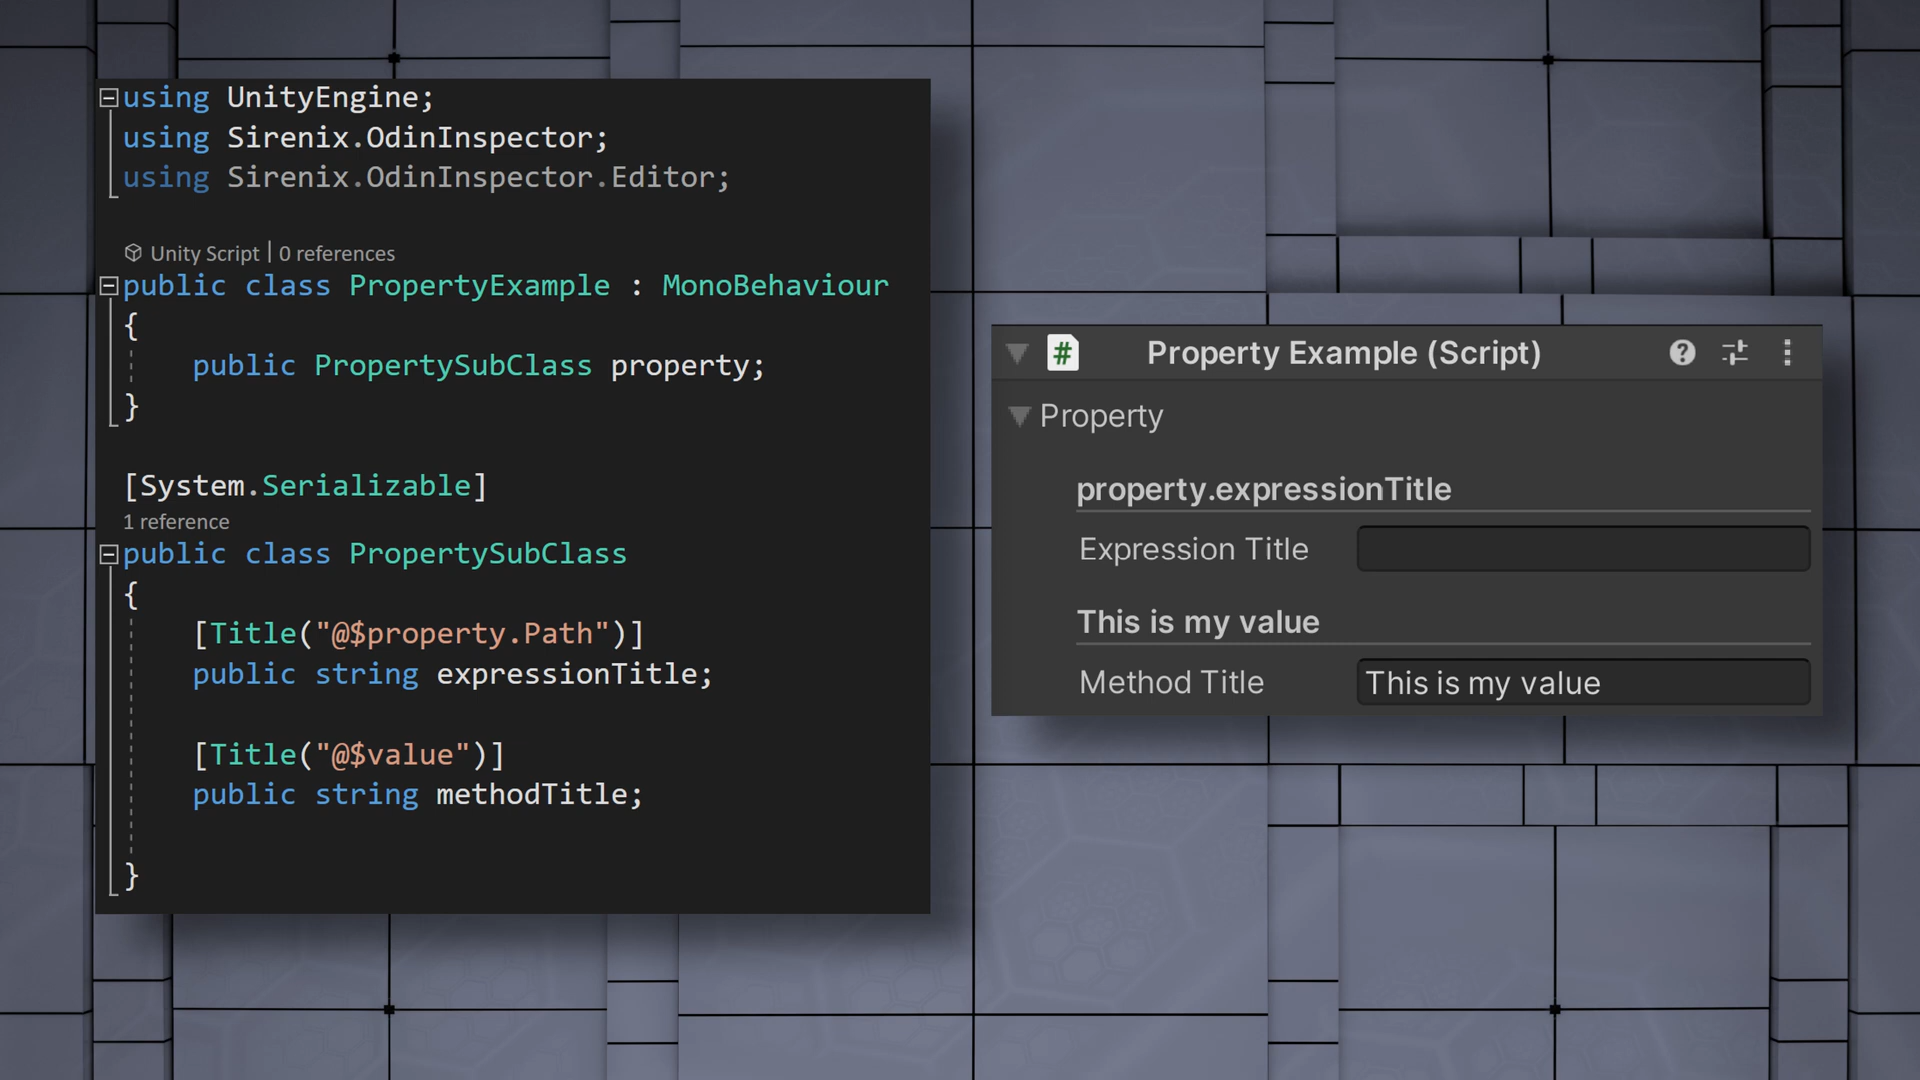 using UnityEngine;
using Sirenix.OdinInspector;
using Sirenix.OdinInspector.Editor;
Unity Script | 0 references
public class PropertyExample : MonoBehaviour
{
public PropertySubClass property;
}
[System.Serializable]
1 reference
public class PropertySubClass
{
[Title("@$property.Path")]
public string expressionTitle;
[Title("@$value")]
public string methodTitle;
}
# Property Example (Script)
Property
property.expressionTitle
Expression Title
This is my value
Method Title This is my value